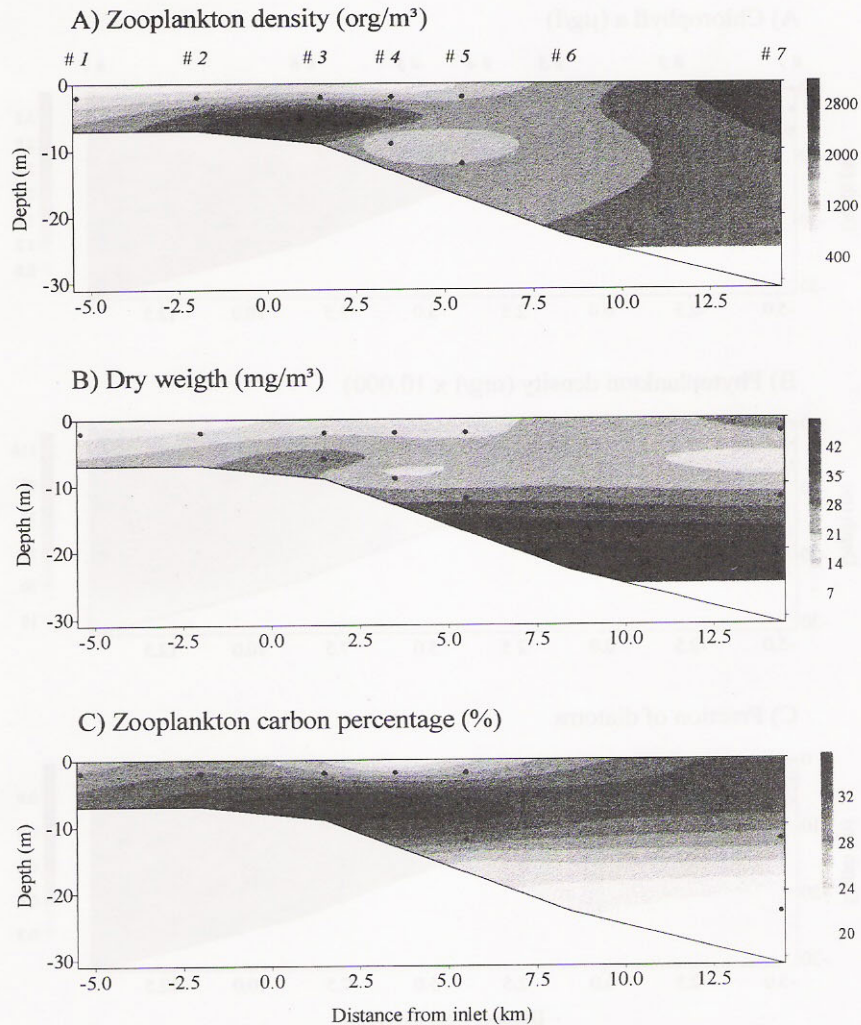 A) Zooplankton density (org/m³)
# 1 # 2 # 3 # 4 # 5 # 6 # 7
0
-10
-20
-30
Depth (m)
-5.0 -2.5 0.0 2.5 5.0 7.5 10.0 12.5
2800
2000
1200
400
B) Dry weigth (mg/m³)
0
-10
-20
-30
Depth (m)
-5.0 -2.5 0.0 2.5 5.0 7.5 10.0 12.5
42
35
28
21
14
7
C) Zooplankton carbon percentage (%)
0
-10
-20
-30
Depth (m)
-5.0 -2.5 0.0 2.5 5.0 7.5 10.0 12.5
32
28
24
20
Distance from inlet (km)